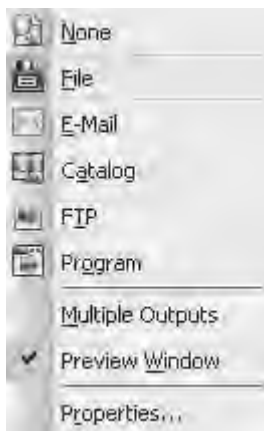 None
File
E-Mail
Catalog
FTP
Program
Multiple Outputs
Preview Window
Properties...